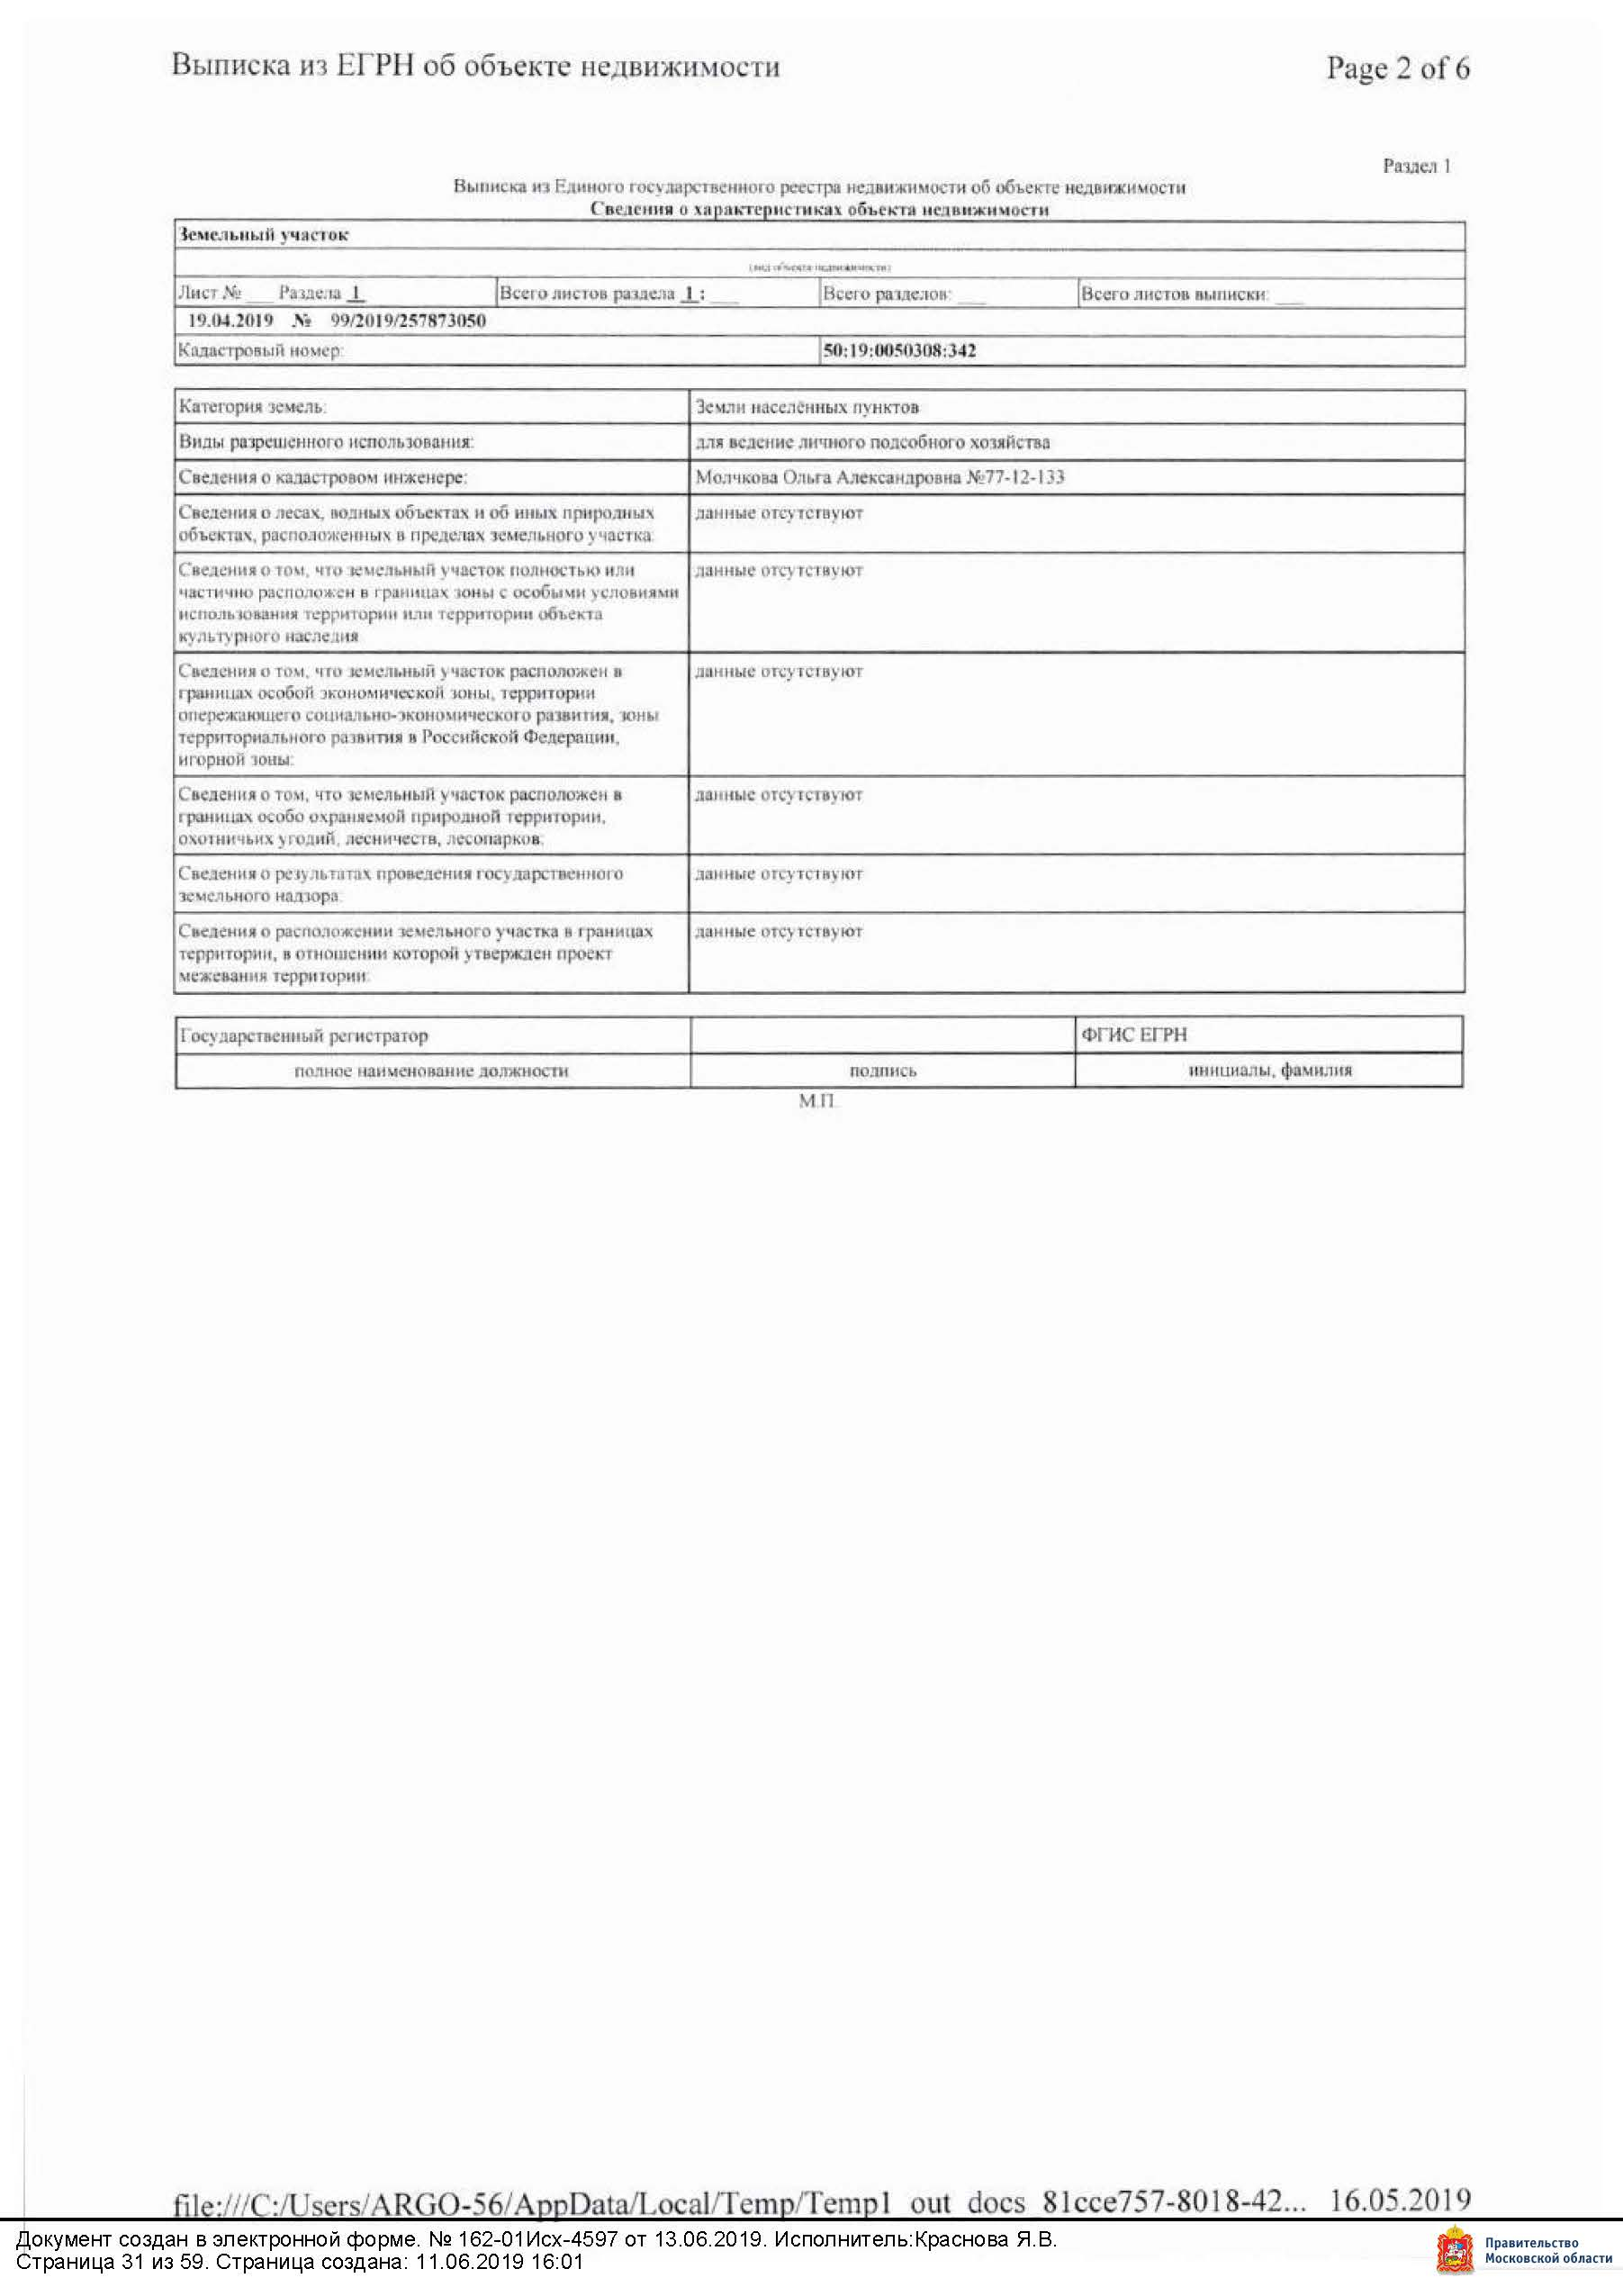 Выписка из ЕГРН об объекте недвижимости
Page 2 of 6
Раздел 1
Выписка из Единого государственного реестра недвижимости об объекте недвижимости
Сведения о характеристиках объекта недвижимости
Земельный участок
(вид объекта недвижимости)
Лист № ___ Раздела 1
Всего листов раздела 1 : ___
Всего разделов: ___
Всего листов выписки: ___
19.04.2019 № 99/2019/257873050
Кадастровый номер:
50:19:0050308:342
Категория земель:
Земли населённых пунктов
Виды разрешенного использования:
для ведение личного подсобного хозяйства
Сведения о кадастровом инженере:
Молчкова Ольга Александровна №77-12-133
Сведения о лесах, водных объектах и об иных природных
объектах, расположенных в пределах земельного участка:
данные отсутствуют
Сведения о том, что земельный участок полностью или
частично расположен в границах зоны с особыми условиями
использования территории или территории объекта
культурного наследия
данные отсутствуют
Сведения о том, что земельный участок расположен в
границах особой экономической зоны, территории
опережающего социально-экономического развития, зоны
территориального развития в Российской Федерации,
игорной зоны:
данные отсутствуют
Сведения о том, что земельный участок расположен в
границах особо охраняемой природной территории,
охотничьих угодий, лесничеств, лесопарков:
данные отсутствуют
Сведения о результатах проведения государственного
земельного надзора:
данные отсутствуют
Сведения о расположении земельного участка в границах
территории, в отношении которой утвержден проект
межевания территории:
данные отсутствуют
Государственный регистратор
ФГИС ЕГРН
полное наименование должности
подпись
инициалы, фамилия
М.П.
file:///C:/Users/ARGO-56/AppData/Local/Temp/Temp1_out_docs_81cce757-8018-42... 16.05.2019
Документ создан в электронной форме. № 162-01Исх-4597 от 13.06.2019. Исполнитель:Краснова Я.В.
Страница 31 из 59. Страница создана: 11.06.2019 16:01
Правительство
Московской области